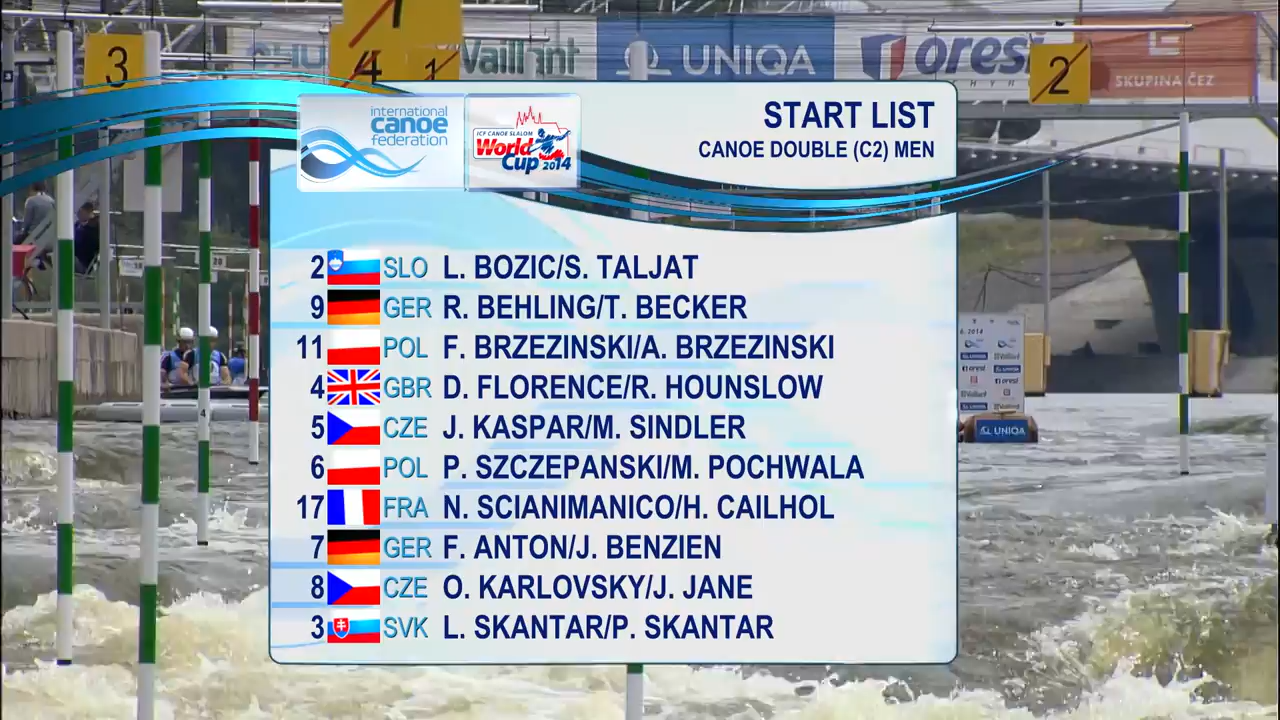 3
1
4
1
Vaillant
UNIQA
oresi
2
SKUPINA ČEZ
international
canoe
federation
ICF CANOE SLALOM
World
Cup 2014
START LIST
CANOE DOUBLE (C2) MEN
2 SLO L. BOZIC/S. TALJAT
9 GER R. BEHLING/T. BECKER
11 POL F. BRZEZINSKI/A. BRZEZINSKI
4 GBR D. FLORENCE/R. HOUNSLOW
5 CZE J. KASPAR/M. SINDLER
6 POL P. SZCZEPANSKI/M. POCHWALA
17 FRA N. SCIANIMANICO/H. CAILHOL
7 GER F. ANTON/J. BENZIEN
8 CZE O. KARLOVSKY/J. JANE
3 SVK L. SKANTAR/P. SKANTAR
4
UNIQA